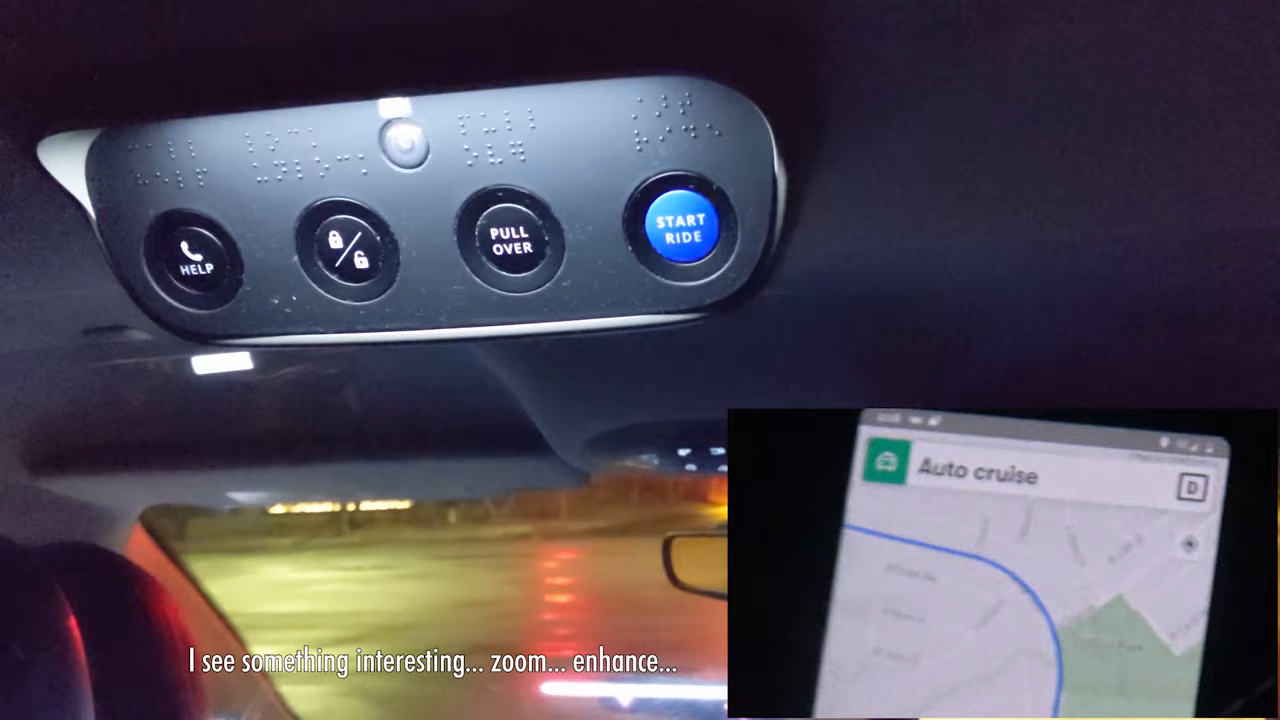 HELP
PULL
OVER
START
RIDE
Auto cruise
D
I see something interesting... zoom... enhance...